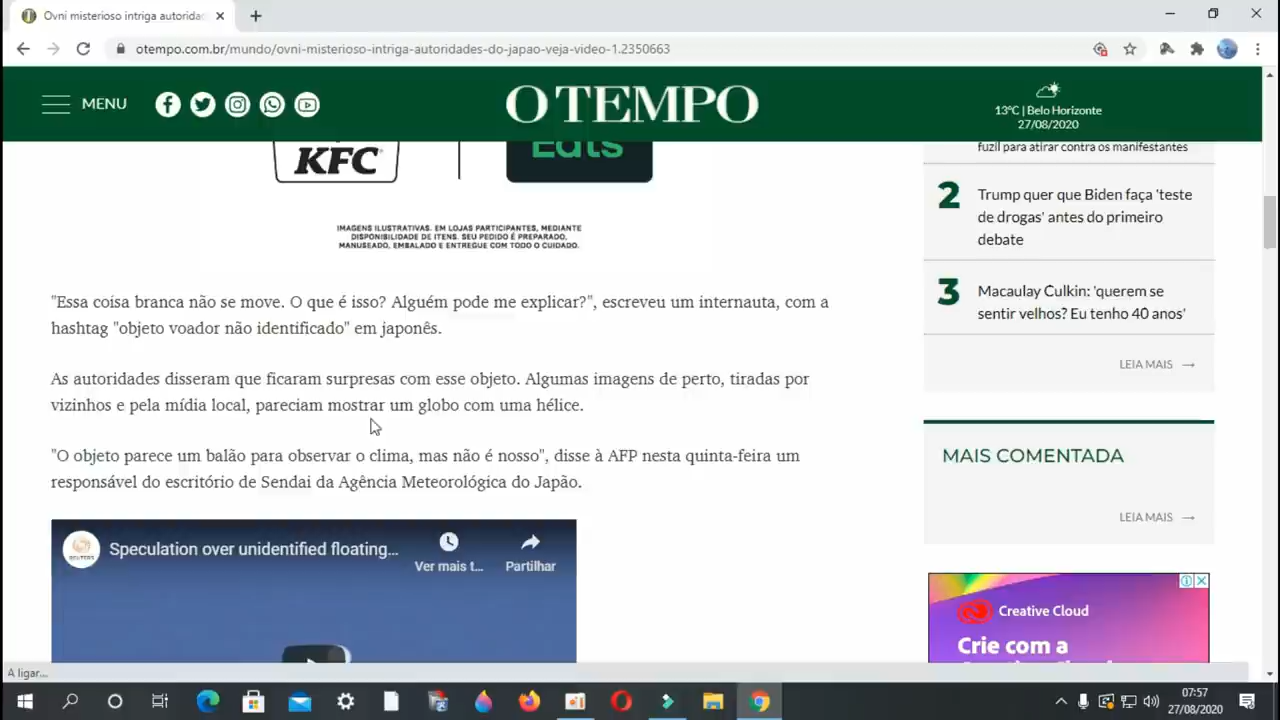 Ovni misterioso intriga autorida
otempo.com.br/mundo/ovni-misterioso-intriga-autoridades-do-japao-veja-video-1.2350663
MENU
O TEMPO
13°C | Belo Horizonte
27/08/2020
KFC
Eats
IMAGENS ILUSTRATIVAS. EM LOJAS PARTICIPANTES, MEDIANTE
DISPONIBILIDADE DE ITENS. SEU PEDIDO É PREPARADO,
MANUSEADO, EMBALADO E ENTREGUE COM TODO O CUIDADO.
"Essa coisa branca não se move. O que é isso? Alguém pode me explicar?", escreveu um internauta, com a
hashtag "objeto voador não identificado" em japonês.
As autoridades disseram que ficaram surpresas com esse objeto. Algumas imagens de perto, tiradas por
vizinhos e pela mídia local, pareciam mostrar um globo com uma hélice.
"O objeto parece um balão para observar o clima, mas não é nosso", disse à AFP nesta quinta-feira um
responsável do escritório de Sendai da Agência Meteorológica do Japão.
REUTERS
Speculation over unidentified floating...
Ver mais t...
Partilhar
fuzil para atirar contra os manifestantes
2
Trump quer que Biden faça 'teste
de drogas' antes do primeiro
debate
3
Macaulay Culkin: 'querem se
sentir velhos? Eu tenho 40 anos'
LEIA MAIS →
MAIS COMENTADA
LEIA MAIS →
Creative Cloud
Crie com a
A ligar...
07:57
27/08/2020